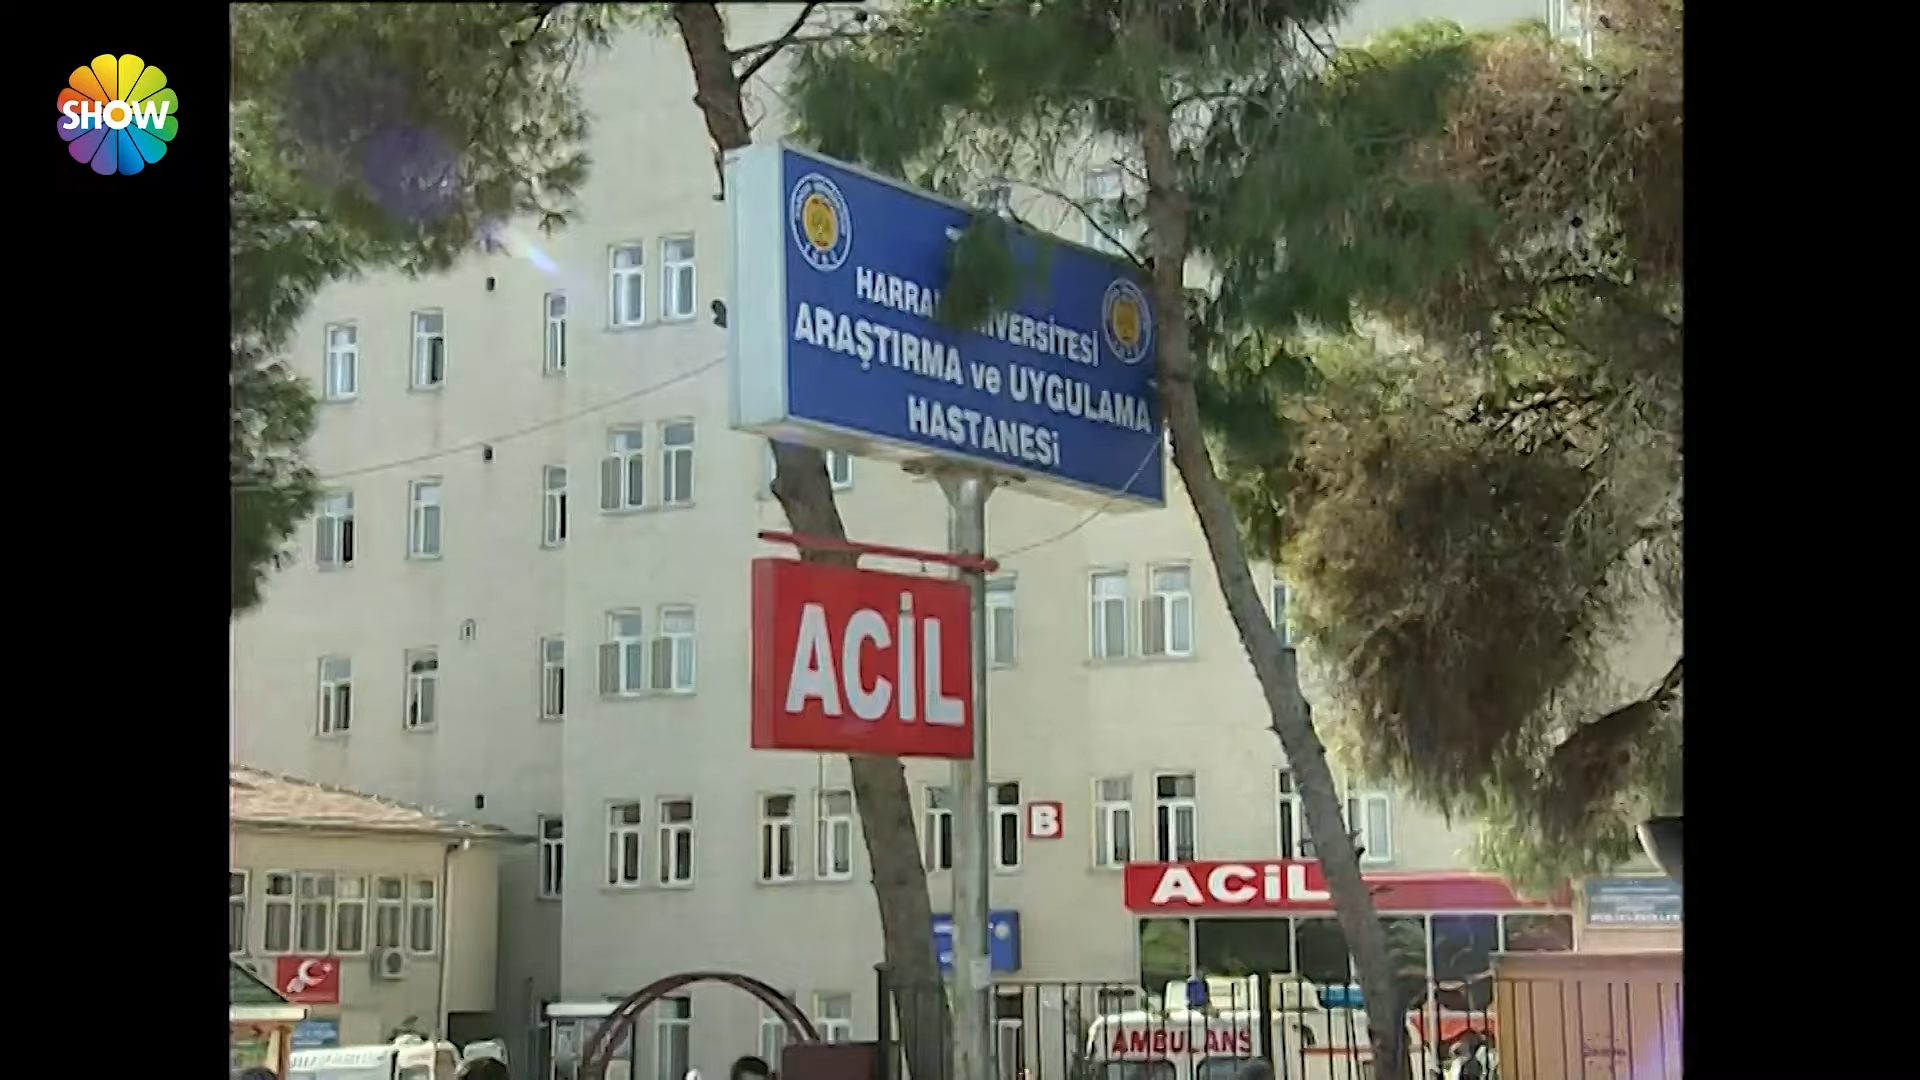 SHOW
HARRAN ÜNİVERSİTESİ
ARAŞTIRMA ve UYGULAMA
HASTANESİ
ACİL
B
ACİL
AMBULANS